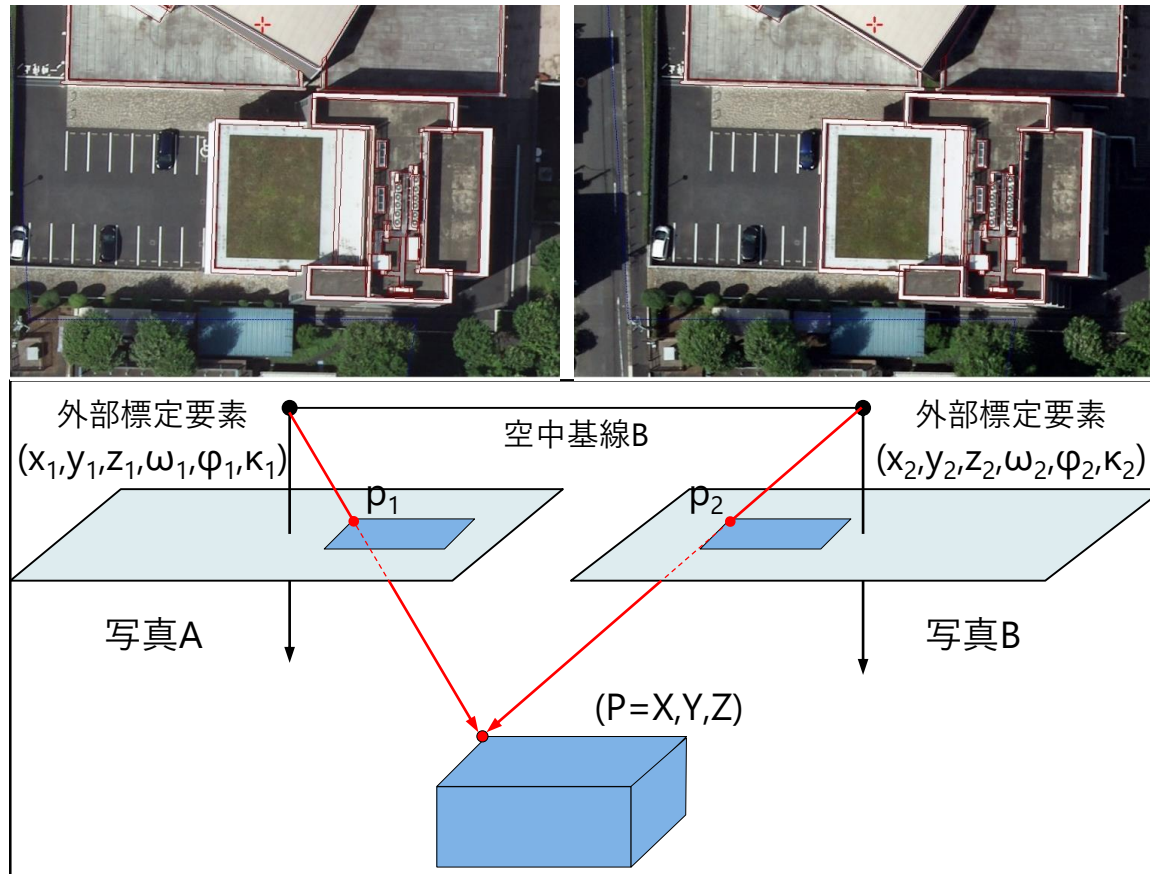 外部標定要素
(x₁,y₁,z₁,ω₁,φ₁,κ₁)
空中基線B
外部標定要素
(x₂,y₂,z₂,ω₂,φ₂,κ₂)
p₁
p₂
写真A
写真B
(P=X,Y,Z)